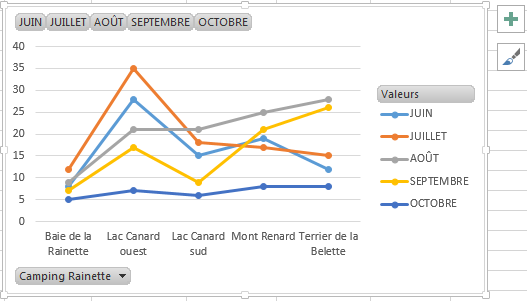 JUIN JUILLET AOÛT SEPTEMBRE OCTOBRE
40
35
30
25
20
15
10
5
0
Baie de la Rainette
Lac Canard ouest
Lac Canard sud
Mont Renard
Terrier de la Belette
Valeurs
JUIN
JUILLET
AOÛT
SEPTEMBRE
OCTOBRE
Camping Rainette